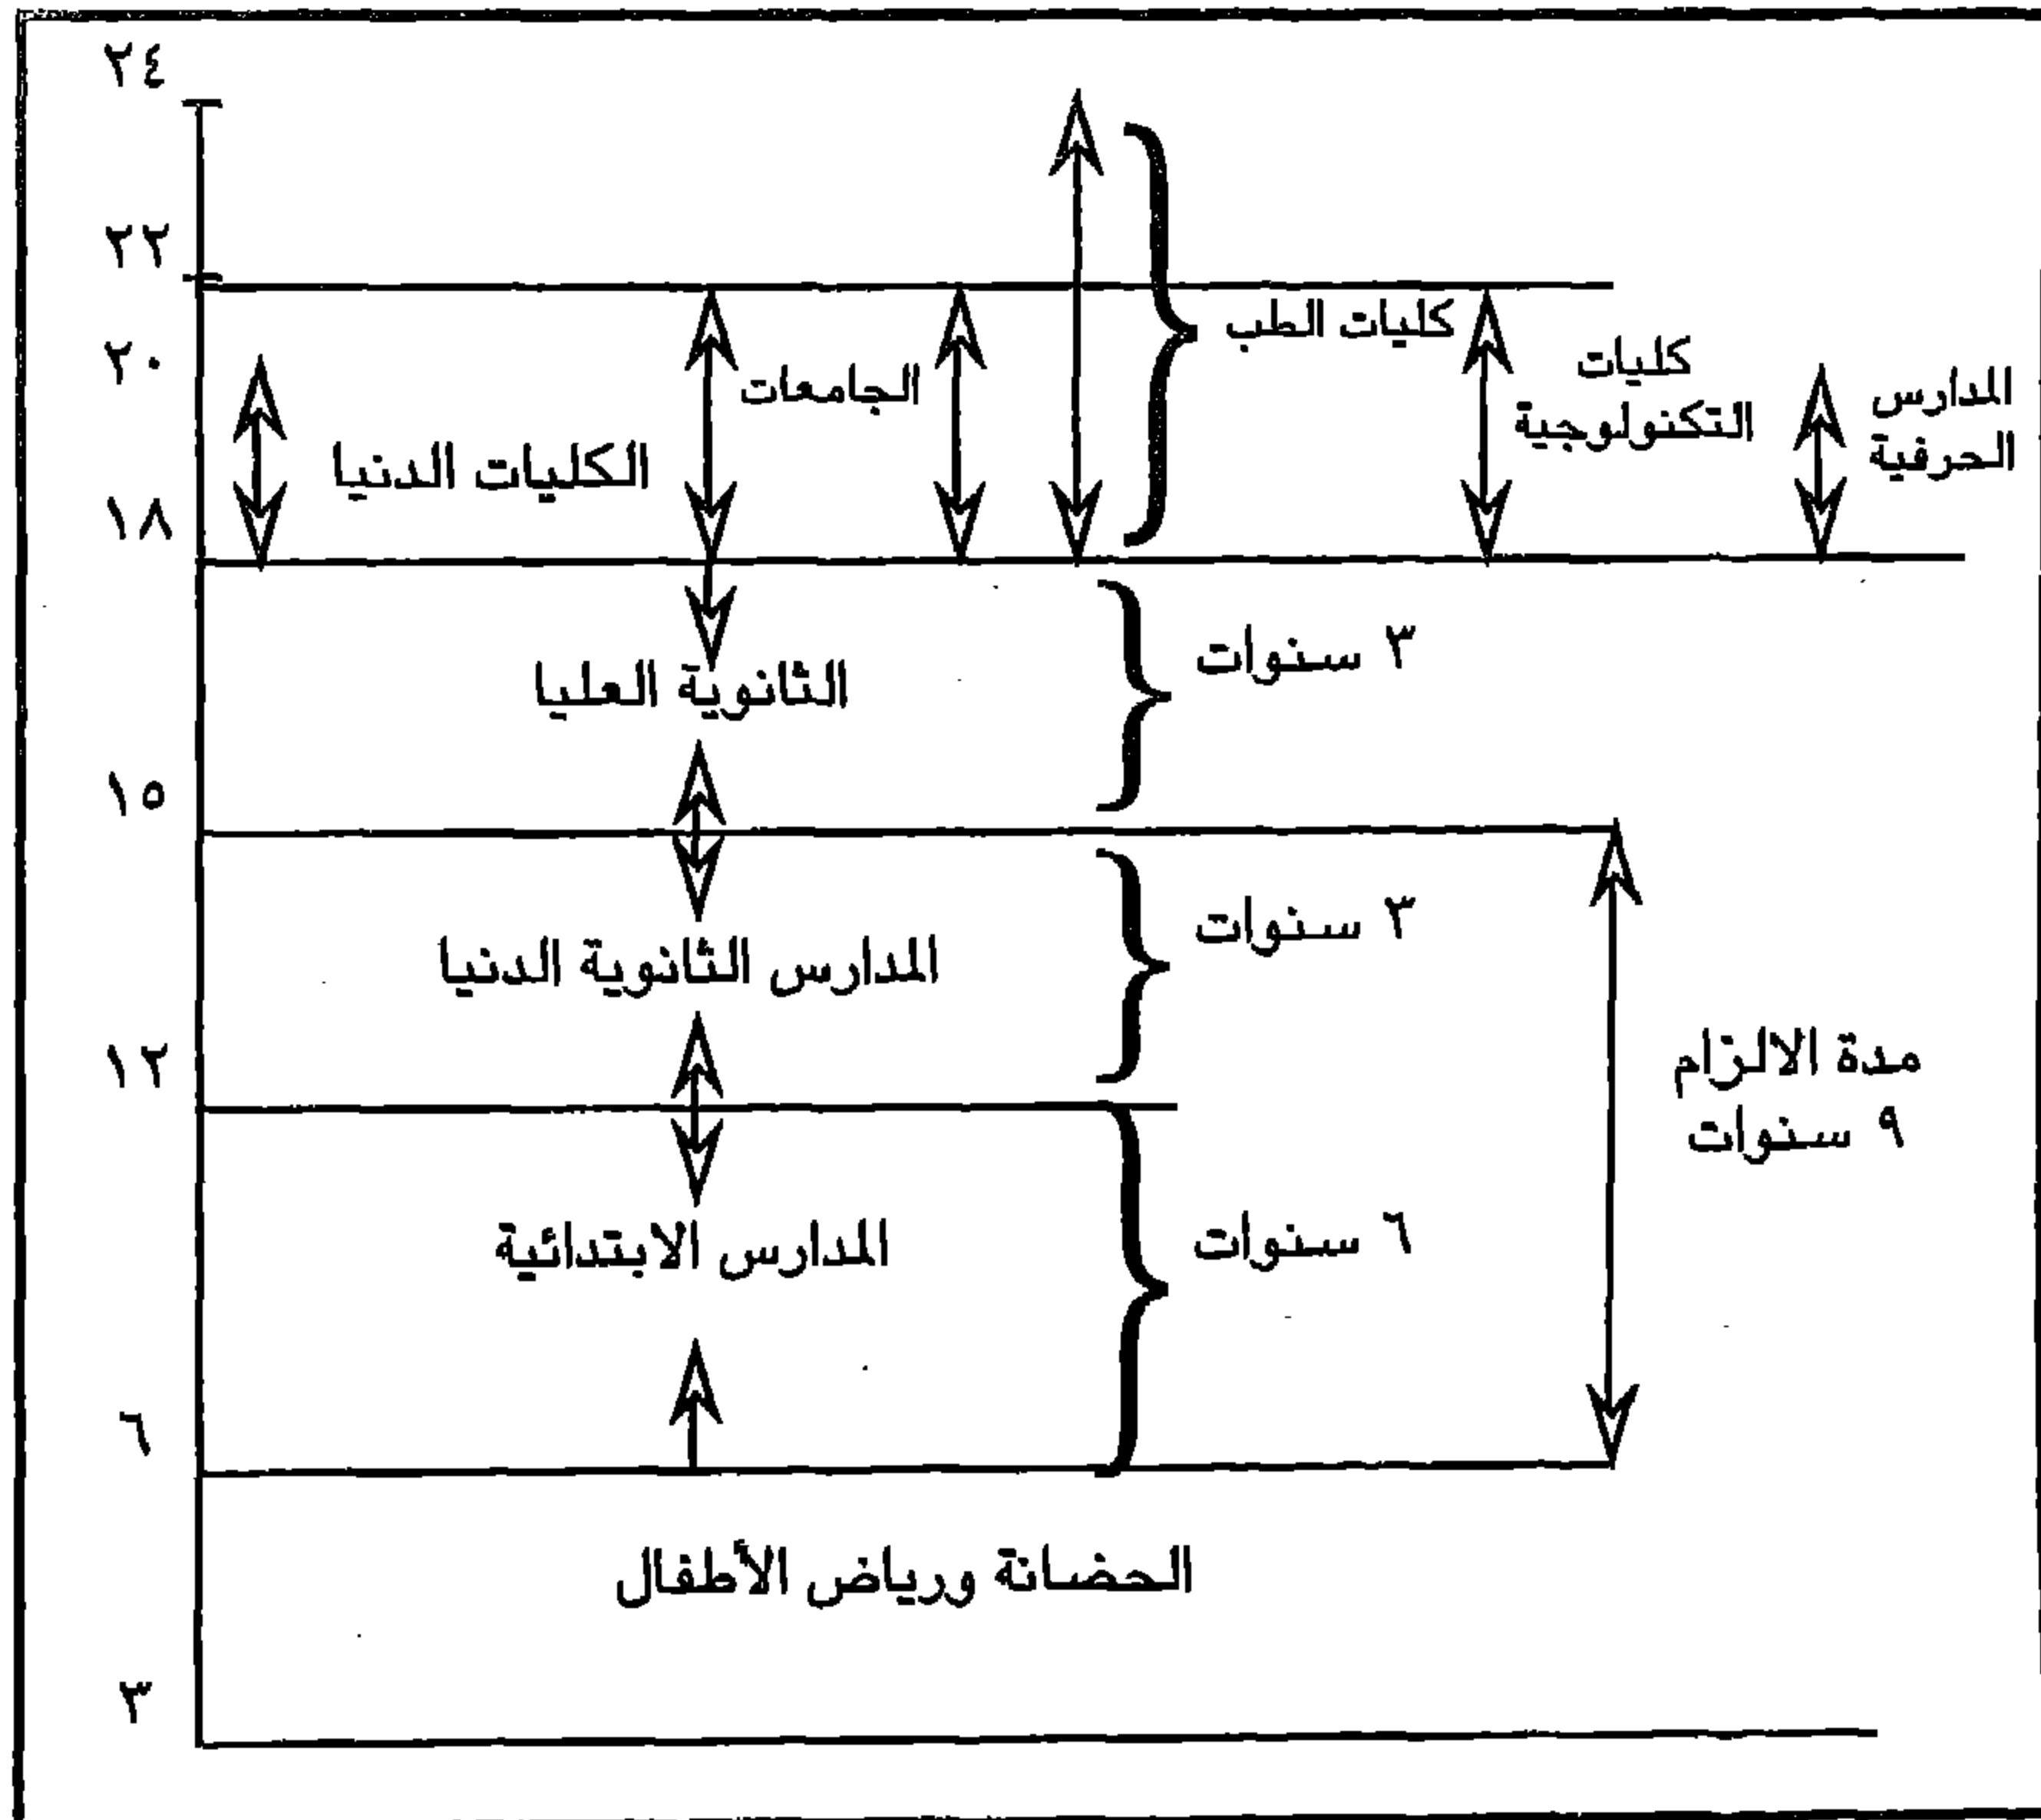 ٢٤
٢٢
كليات الطب
كليات
التكنولوجية
المدارس
الحرفية
٢٠
الجامعات
الكليات الدنيا
١٨
٣ سنوات
الثانوية العليا
١٥
٣ سنوات
المدارس الثانوية الدنيا
١٢
مدة الالزام
٩ سنوات
٦ سنوات
المدارس الابتدائية
٦
الحضانة ورياض الأطفال
٣